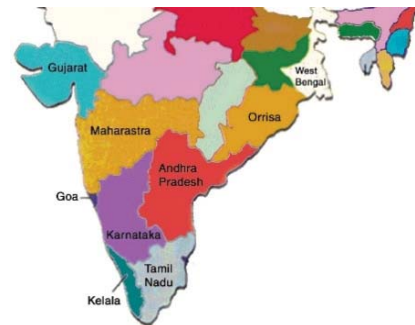 Gujarat
West
Bengal
Maharastra
Orrisa
Andhra
Pradesh
Goa
Karnataka
Tamil
Nadu
Kelala